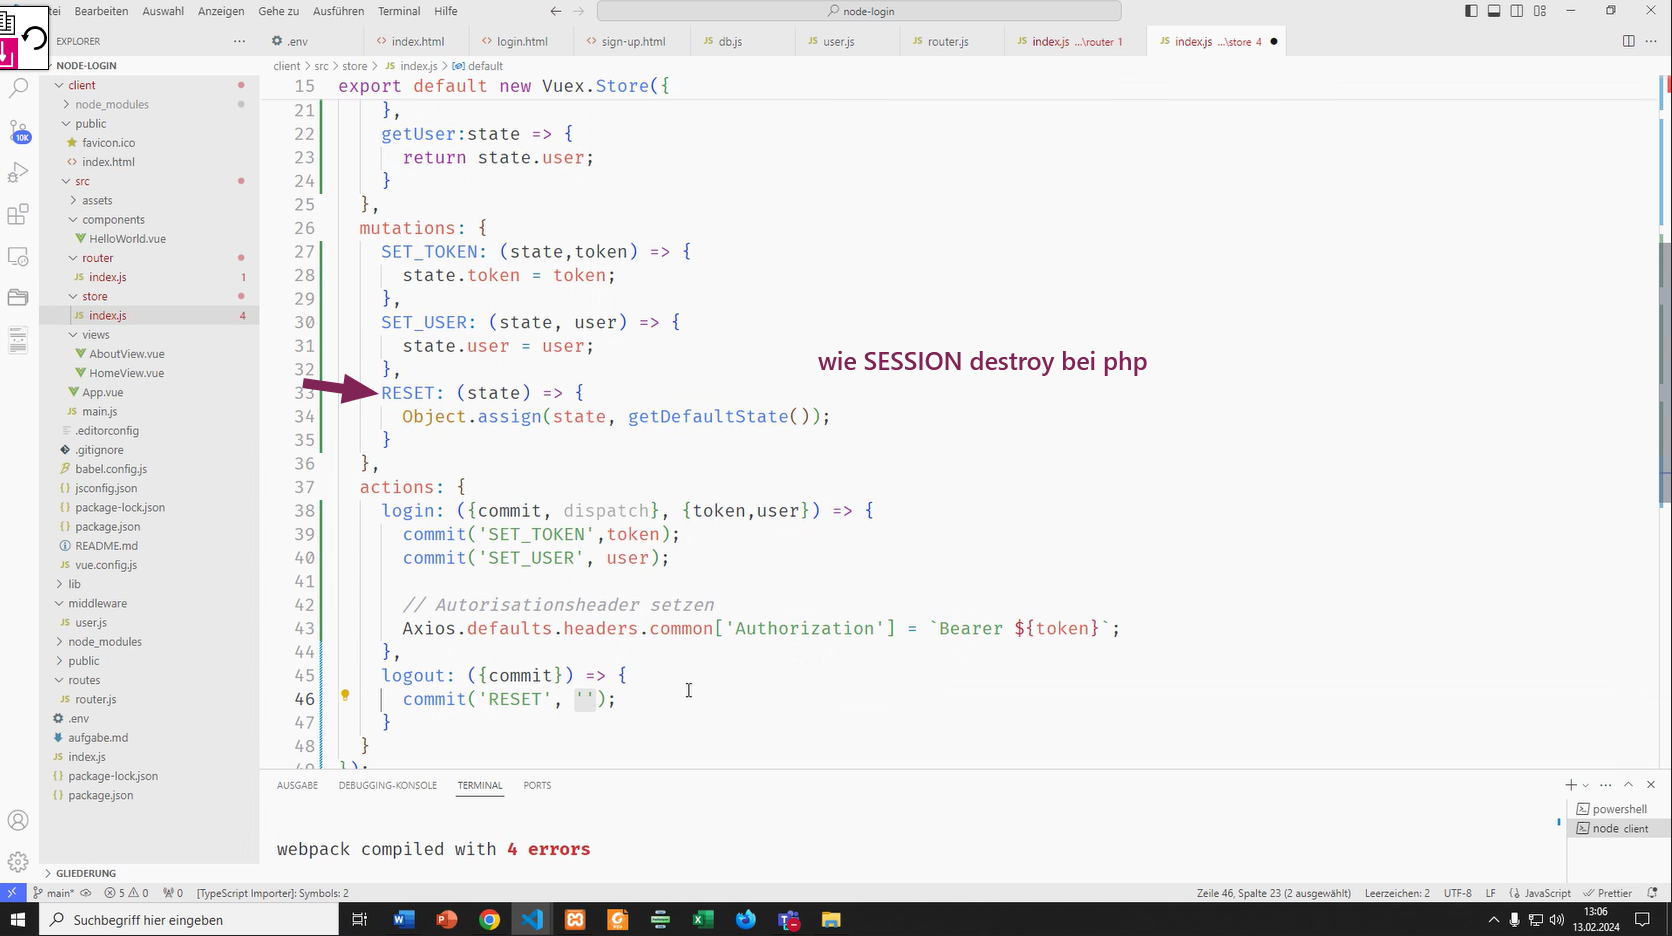 Bearbeiten Auswahl Anzeigen Gehe zu Ausführen Terminal Hilfe node-login
EXPLORER
.env index.html login.html sign-up.html db.js user.js router.js index.js ...\router 1 index.js ...\store 4
NODE-LOGIN
client > src > store > JS index.js > default
client
node_modules
public
favicon.ico
index.html
src
assets
components
HelloWorld.vue
router
JS index.js 1
store
JS index.js 4
views
AboutView.vue
HomeView.vue
App.vue
JS main.js
.editorconfig
.gitignore
babel.config.js
jsconfig.json
package-lock.json
package.json
README.md
vue.config.js
lib
middleware
JS user.js
node_modules
public
routes
JS router.js
.env
aufgabe.md
JS index.js
package-lock.json
package.json
GLIEDERUNG
10K
15 export default new Vuex.Store({
21 },
22 getUser:state => {
23 return state.user;
24 }
25 },
26 mutations: {
27 SET_TOKEN: (state,token) => {
28 state.token = token;
29 },
30 SET_USER: (state, user) => {
31 state.user = user;
32 },
33 RESET: (state) => {
34 Object.assign(state, getDefaultState());
35 }
36 },
37 actions: {
38 login: ({commit, dispatch}, {token,user}) => {
39 commit('SET_TOKEN',token);
40 commit('SET_USER', user);
41
42 // Autorisationsheader setzen
43 Axios.defaults.headers.common['Authorization'] = `Bearer ${token}`;
44 },
45 logout: ({commit}) => {
46 commit('RESET', '');
47 }
48 }
});
wie SESSION destroy bei php
AUSGABE DEBUGGING-KONSOLE TERMINAL PORTS
powershell
node client
webpack compiled with 4 errors
main* 5 0 0 [TypeScript Importer]: Symbols: 2 Zeile 46, Spalte 23 (2 ausgewählt) Leerzeichen: 2 UTF-8 LF JavaScript Prettier
Suchbegriff hier eingeben
13:06
13.02.2024